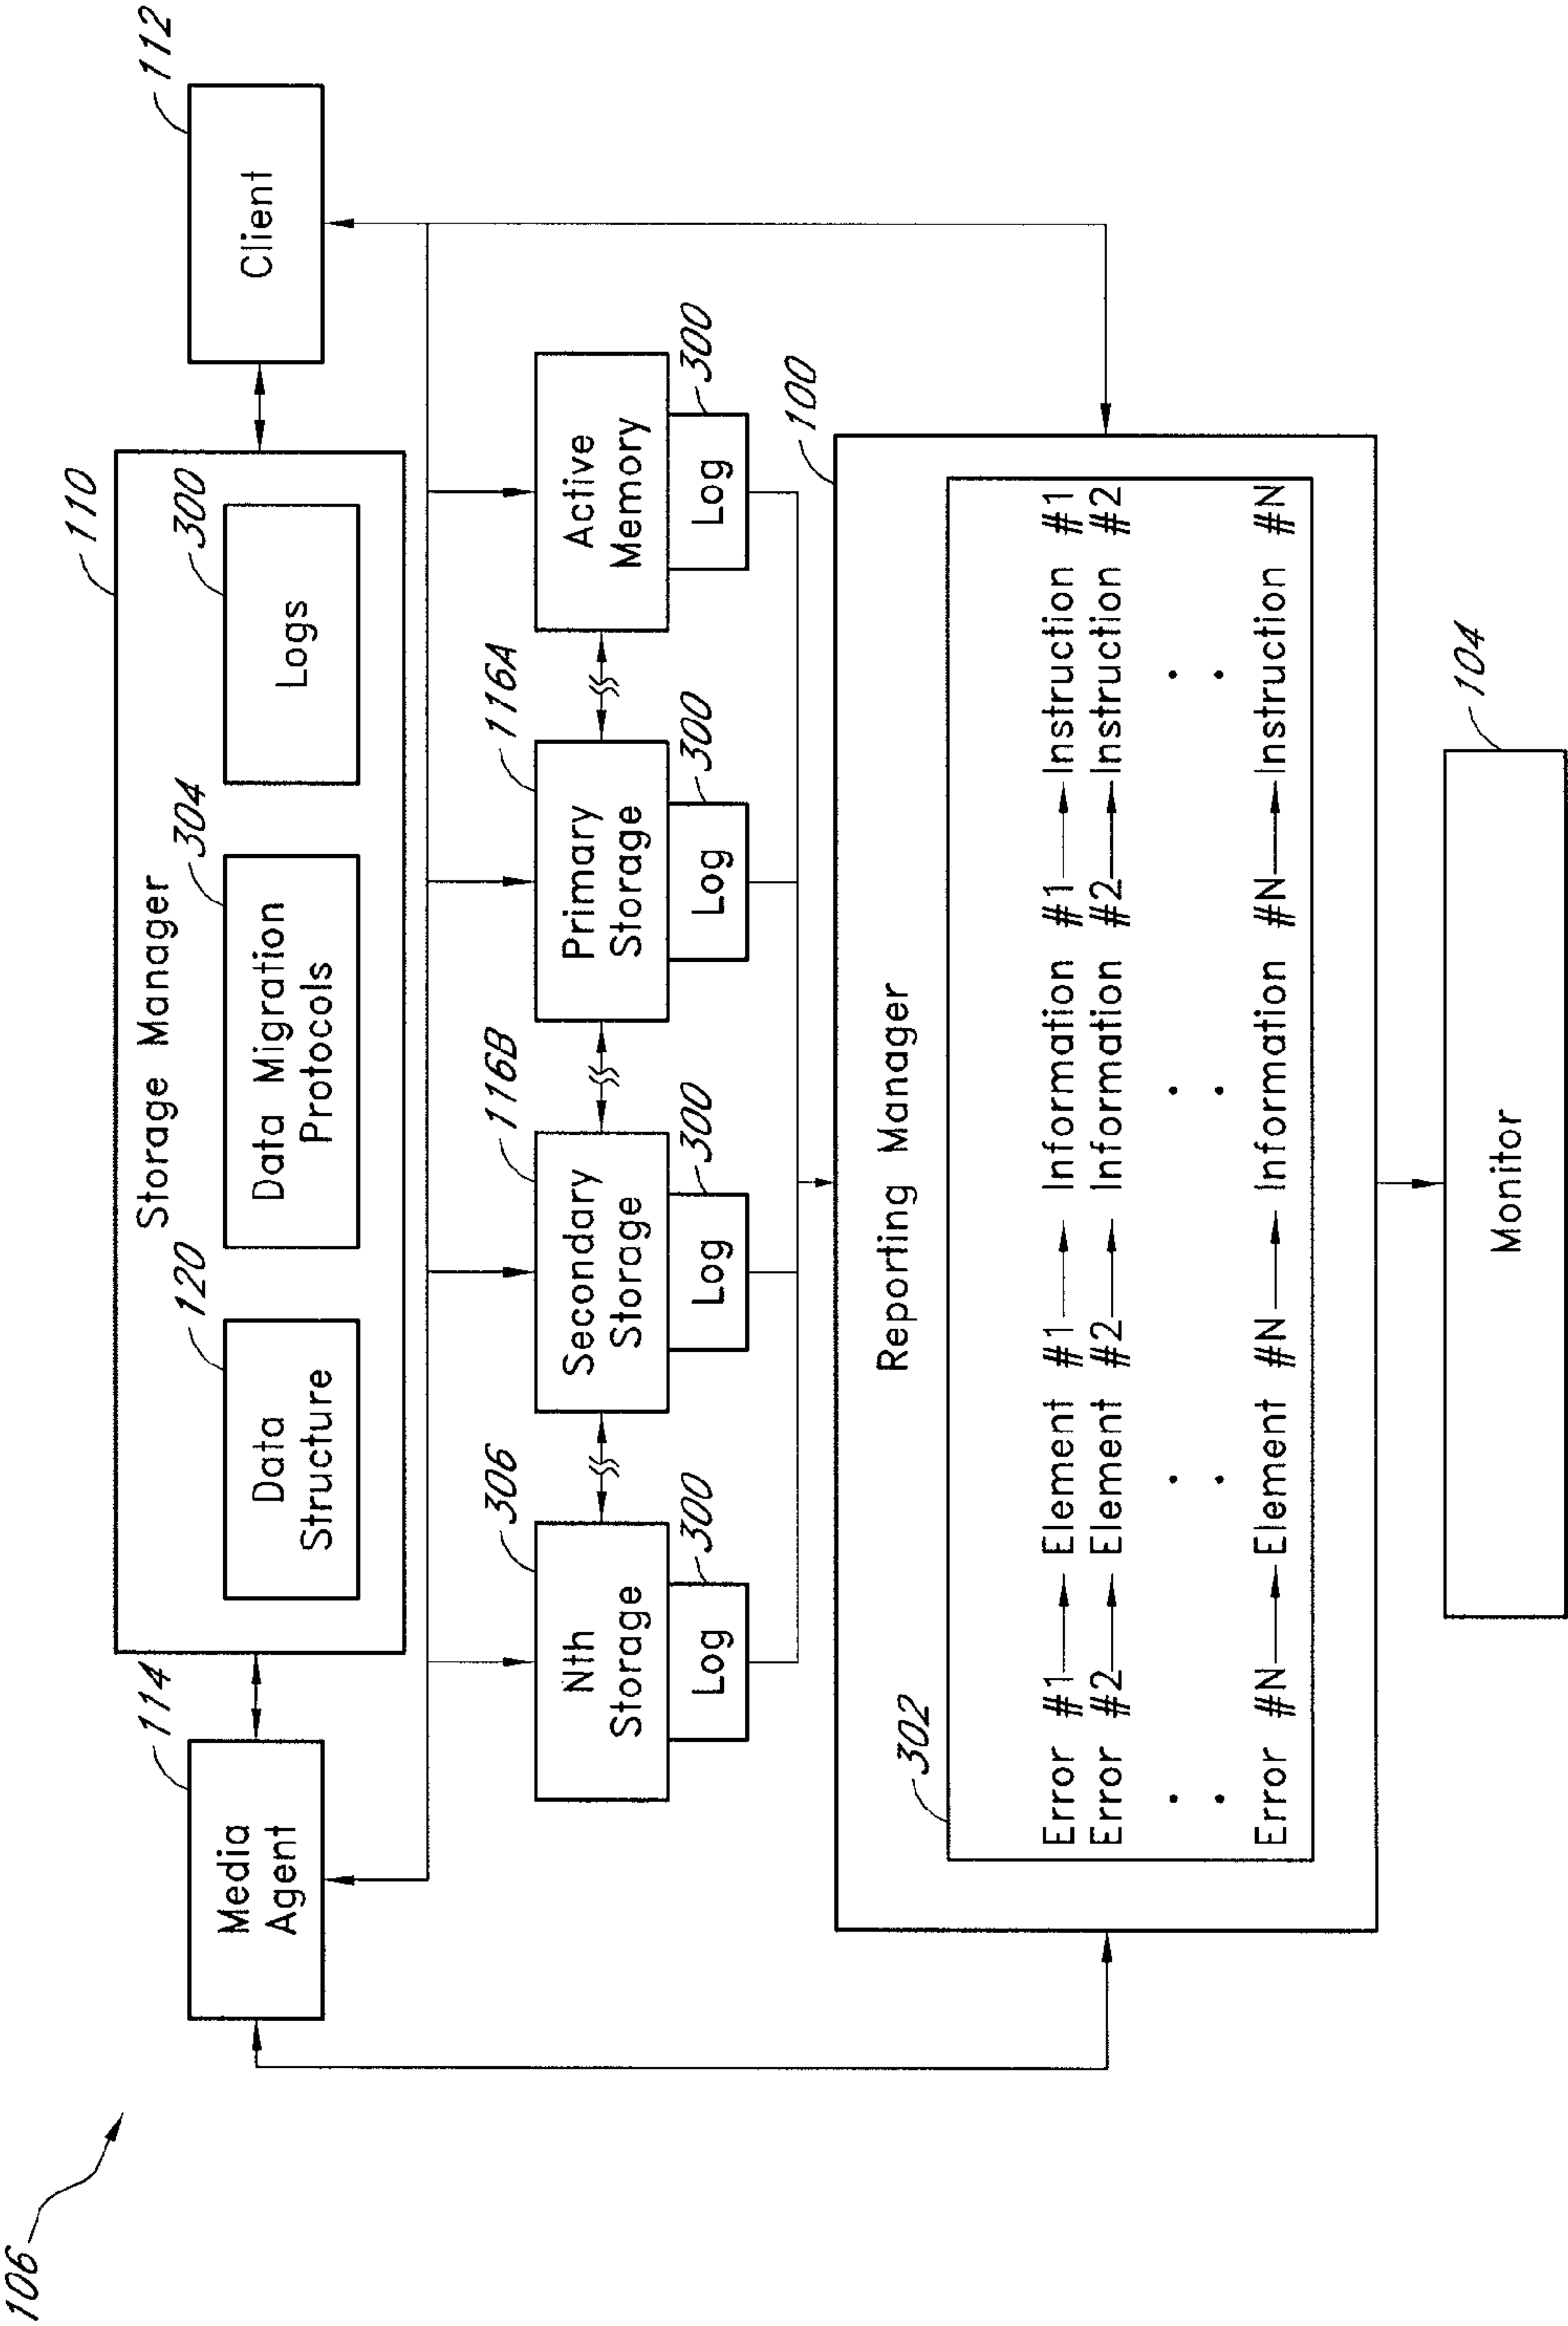 106
110
Storage Manager
114
120
304
300
112
Media
Agent
Data
Structure
Data Migration
Protocols
Logs
Client
306
116B
116A
Nth
Storage
Secondary
Storage
Primary
Storage
Active
Memory
300
300
300
300
Log
Log
Log
Log
100
Reporting Manager
302
Error #1 Element #1 Information #1 Instruction #1
Error #2 Element #2 Information #2 Instruction #2
Error #N Element #N Information #N Instruction #N
104
Monitor